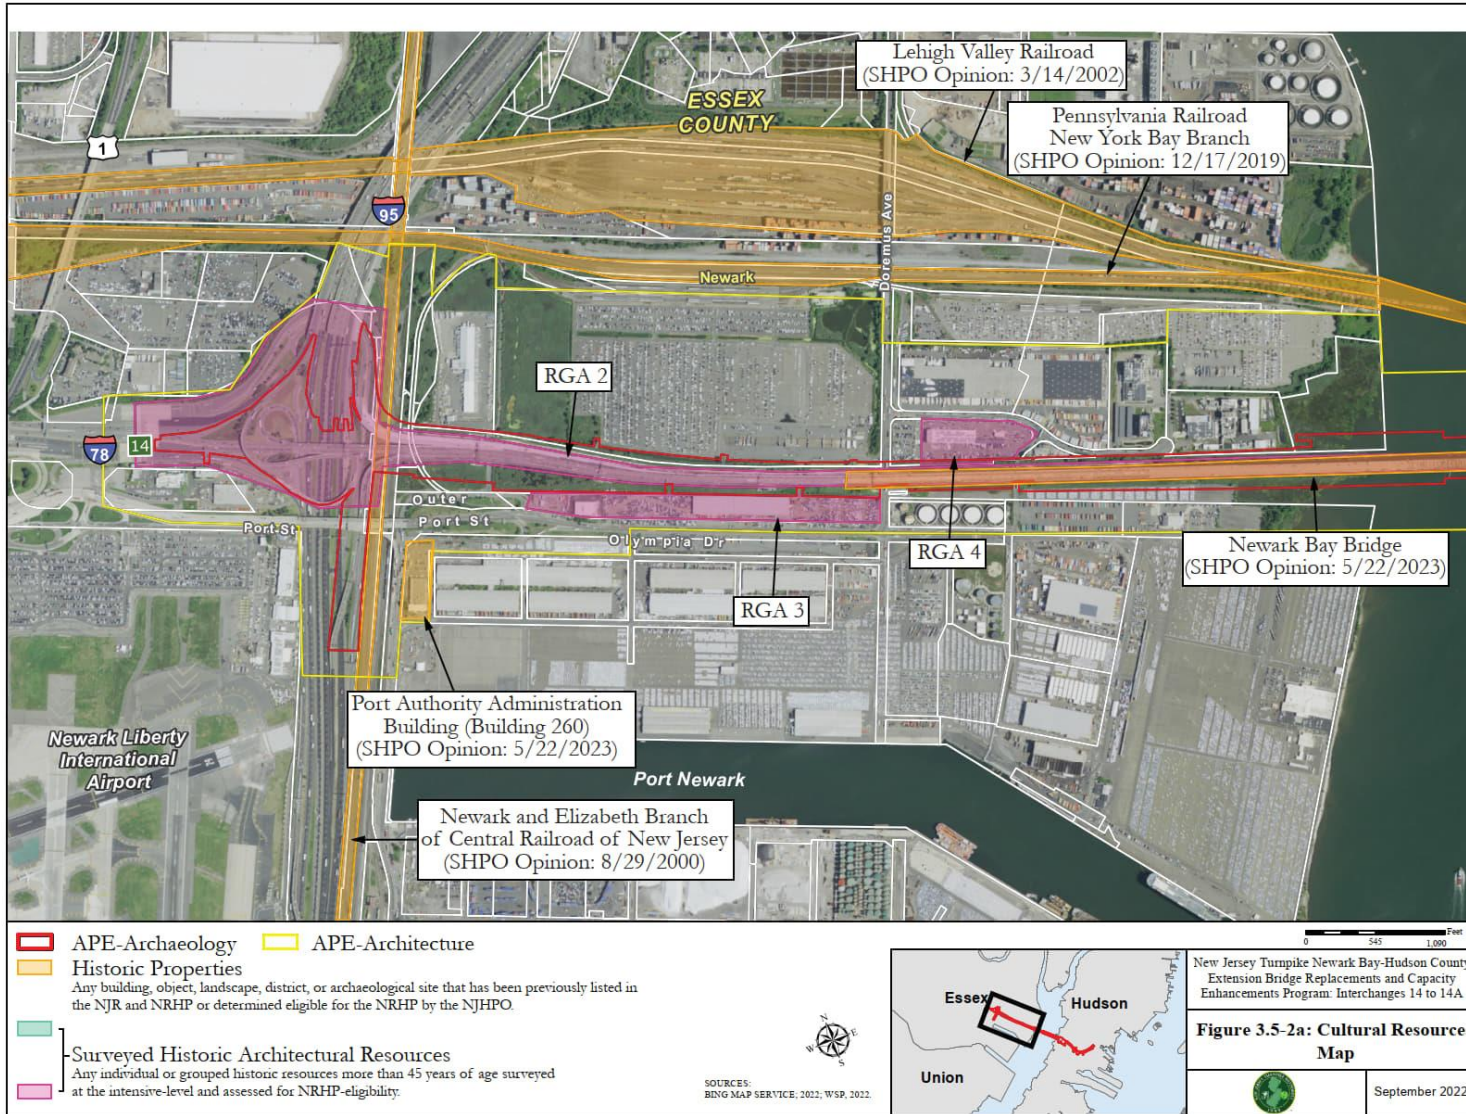 Lehigh Valley Railroad
(SHPO Opinion: 3/14/2002)
ESSEX
COUNTY
Pennsylvania Railroad
New York Bay Branch
(SHPO Opinion: 12/17/2019)
1
95
Doremus Ave
Newark
RGA 2
14
78
Outer
Port St
Port St
Olympia Dr
RGA 4
Newark Bay Bridge
(SHPO Opinion: 5/22/2023)
RGA 3
Port Authority Administration
Building (Building 260)
(SHPO Opinion: 5/22/2023)
Newark Liberty
International
Airport
Port Newark
Newark and Elizabeth Branch
of Central Railroad of New Jersey
(SHPO Opinion: 8/29/2000)
APE-Archaeology
APE-Architecture
Historic Properties
Any building, object, landscape, district, or archaeological site that has been previously listed in
the NJR and NRHP or determined eligible for the NRHP by the NJHPO.
Surveyed Historic Architectural Resources
Any individual or grouped historic resources more than 45 years of age surveyed
at the intensive-level and assessed for NRHP-eligibility.
N
E
W
S
SOURCES:
BING MAP SERVICE; 2022; WSP, 2022.
Essex
Hudson
Union
Feet
0 545 1,090
New Jersey Turnpike Newark Bay-Hudson County
Extension Bridge Replacements and Capacity
Enhancements Program: Interchanges 14 to 14A
Figure 3.5-2a: Cultural Resource
Map
September 2022